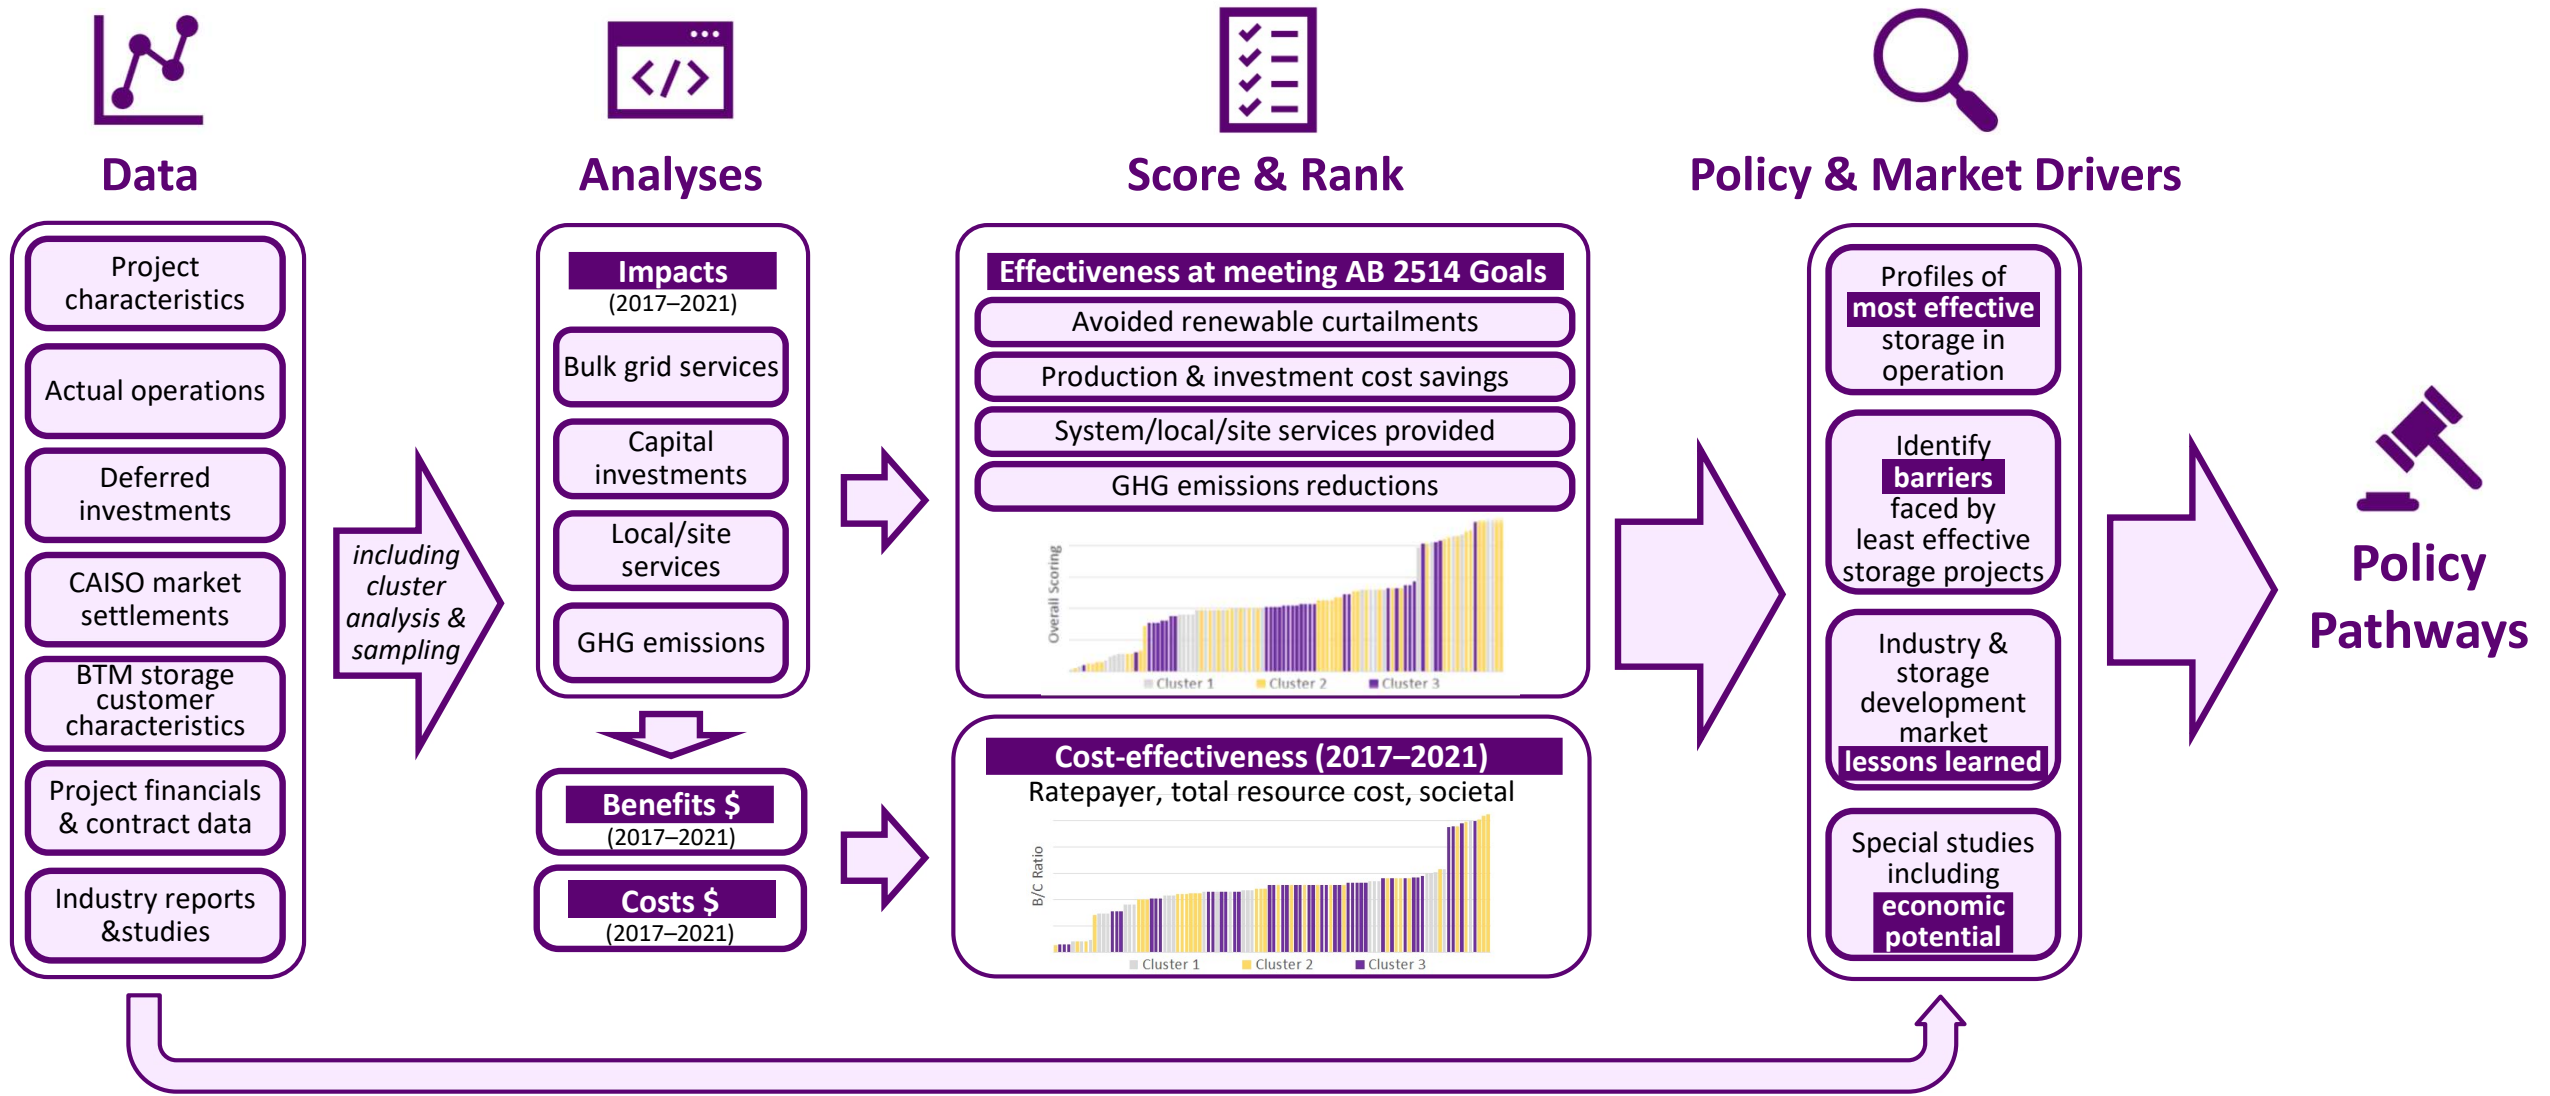 Data
Project
characteristics
Actual operations
Deferred
investments
CAISO market
settlements
BTM storage
customer
characteristics
Project financials
& contract data
Industry reports
&studies
including
cluster
analysis &
sampling
</>
Analyses
Impacts
(2017–2021)
Bulk grid services
Capital
investments
Local/site
services
GHG emissions
Benefits $
(2017–2021)
Costs $
(2017–2021)
Score & Rank
Effectiveness at meeting AB 2514 Goals
Avoided renewable curtailments
Production & investment cost savings
System/local/site services provided
GHG emissions reductions
Overall Scoring
Cluster 1 Cluster 2 Cluster 3
Cost-effectiveness (2017–2021)
Ratepayer, total resource cost, societal
B/C Ratio
Cluster 1 Cluster 2 Cluster 3
Policy & Market Drivers
Profiles of
most effective
storage in
operation
Identify
barriers
faced by
least effective
storage projects
Industry &
storage
development
market
lessons learned
Special studies
including
economic
potential
Policy
Pathways